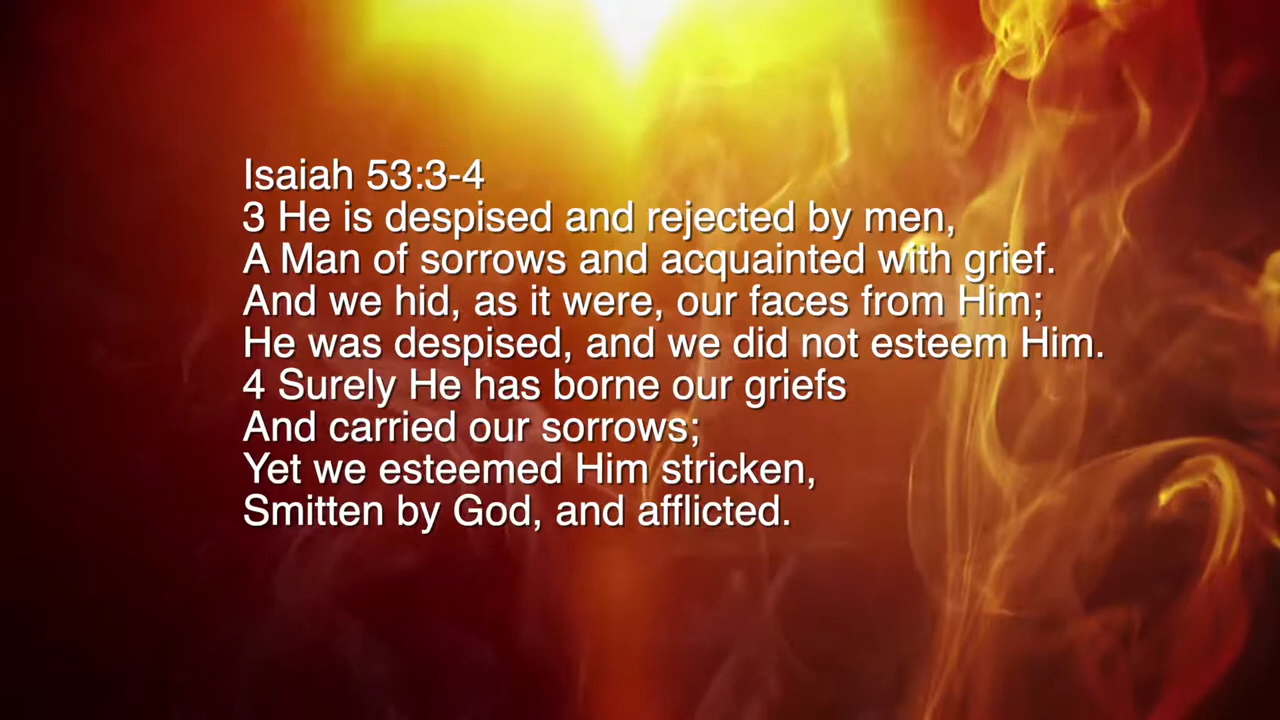 Isaiah 53:3-4
3 He is despised and rejected by men,
A Man of sorrows and acquainted with grief.
And we hid, as it were, our faces from Him;
He was despised, and we did not esteem Him.
4 Surely He has borne our griefs
And carried our sorrows;
Yet we esteemed Him stricken,
Smitten by God, and afflicted.